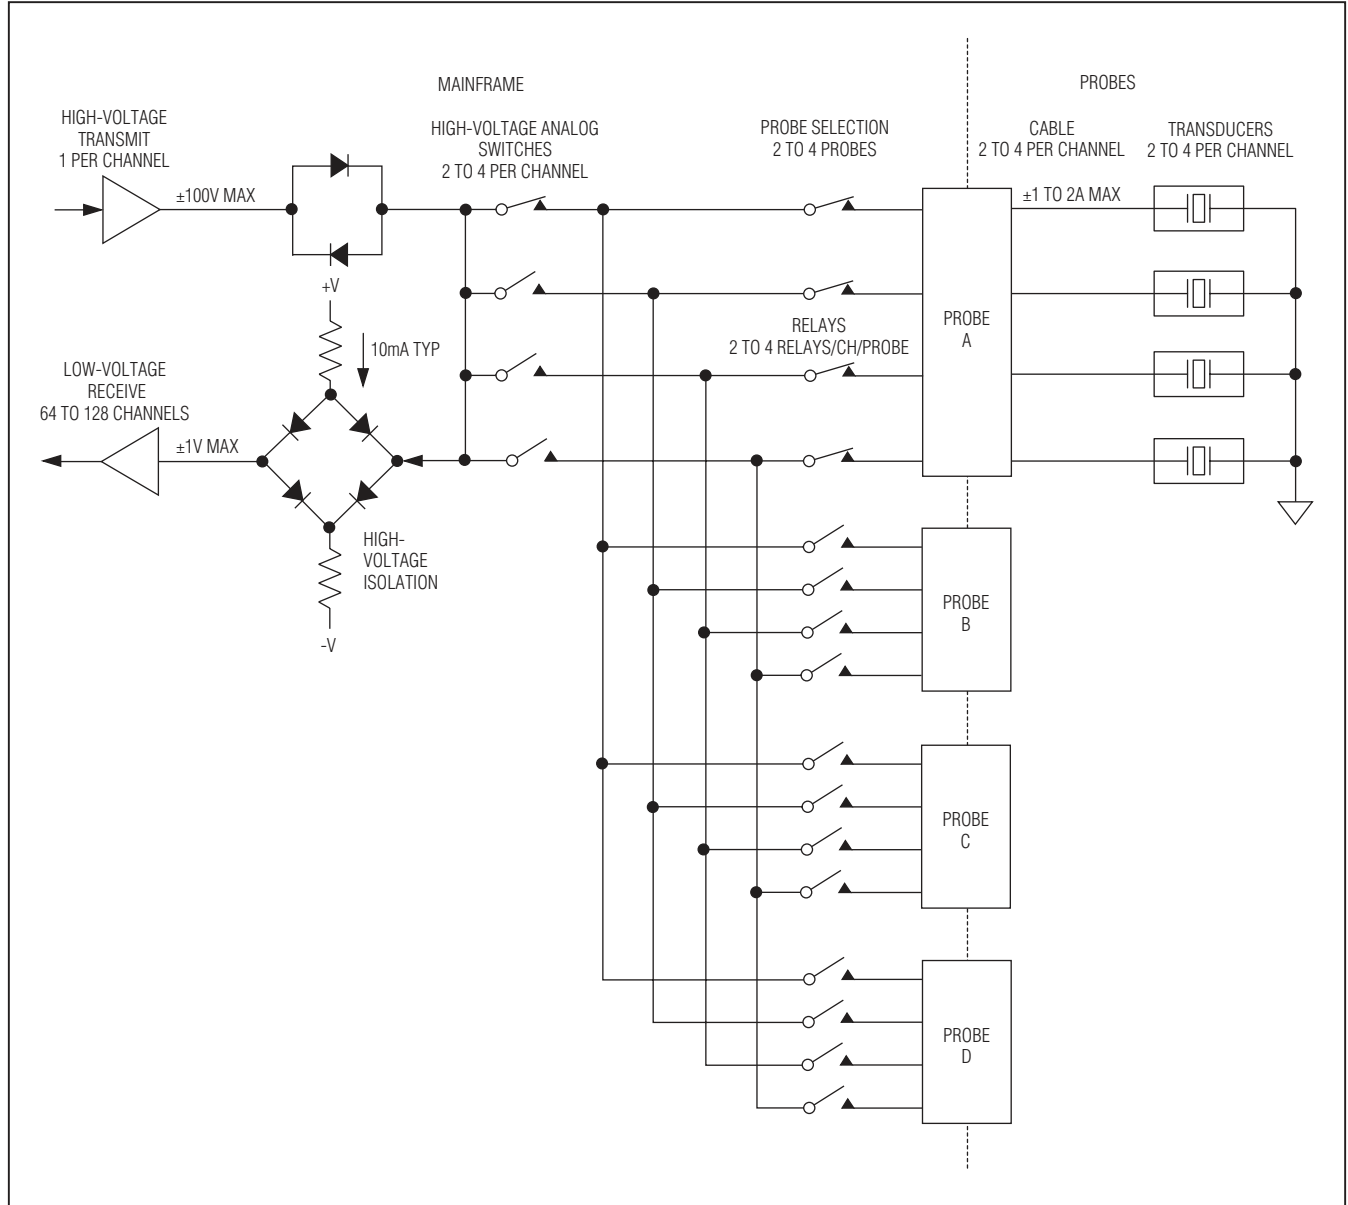 MAINFRAME
PROBES
HIGH-VOLTAGE
TRANSMIT
1 PER CHANNEL
HIGH-VOLTAGE ANALOG
SWITCHES
2 TO 4 PER CHANNEL
PROBE SELECTION
2 TO 4 PROBES
CABLE
2 TO 4 PER CHANNEL
TRANSDUCERS
2 TO 4 PER CHANNEL
±100V MAX
±1 TO 2A MAX
+V
10mA TYP
RELAYS
2 TO 4 RELAYS/CH/PROBE
PROBE
A
LOW-VOLTAGE
RECEIVE
64 TO 128 CHANNELS
±1V MAX
HIGH-
VOLTAGE
ISOLATION
-V
PROBE
B
PROBE
C
PROBE
D